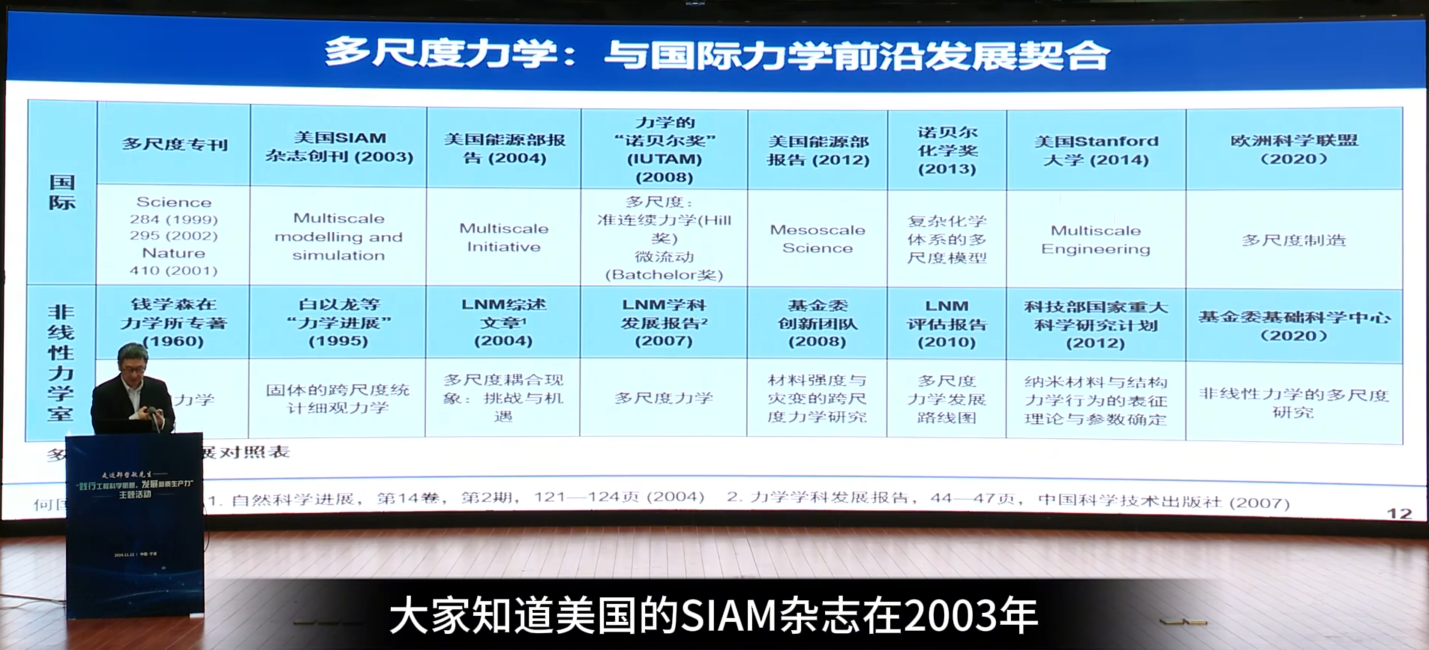 多尺度力学：与国际力学前沿发展契合
国
际
多尺度专刊
美国SIAM
杂志创刊 (2003)
美国能源部报
告 (2004)
力学的
“诺贝尔奖”
(IUTAM)
(2008)
美国能源部
报告 (2012)
诺贝尔
化学奖
(2013)
美国Stanford
大学 (2014)
欧洲科学联盟
（2020）
Science
284 (1999)
295 (2002)
Nature
410 (2001)
Multiscale
modelling and
simulation
Multiscale
Initiative
多尺度：
准连续力学(Hill
奖)
微流动
(Batchelor奖)
Mesoscale
Science
复杂化学
体系的多
尺度模型
Multiscale
Engineering
多尺度制造
非
线
性
力
学
室
钱学森在
力学所专著
(1960)
白以龙等
“力学进展”
(1995)
LNM综述
文章¹
(2004)
LNM学科
发展报告²
(2007)
基金委
创新团队
(2008)
LNM
评估报告
(2010)
科技部国家重大
科学研究计划
(2012)
基金委基础科学中心
（2020）
力学
固体的跨尺度统
计细观力学
多尺度耦合现
象：挑战与机
遇
多尺度力学
材料强度与
灾变的跨尺
度力学研究
多尺度
力学发展
路线图
纳米材料与结构
力学行为的表征
理论与参数确定
非线性力学的多尺度
研究
多 展对照表
何 1. 自然科学进展，第14卷，第2期，121—124页 (2004) 2. 力学学科发展报告，44—47页，中国科学技术出版社 (2007)
12
走近郑哲敏先生——
“践行工程科学思想，发展新质生产力”
主题活动
大家知道美国的SIAM杂志在2003年